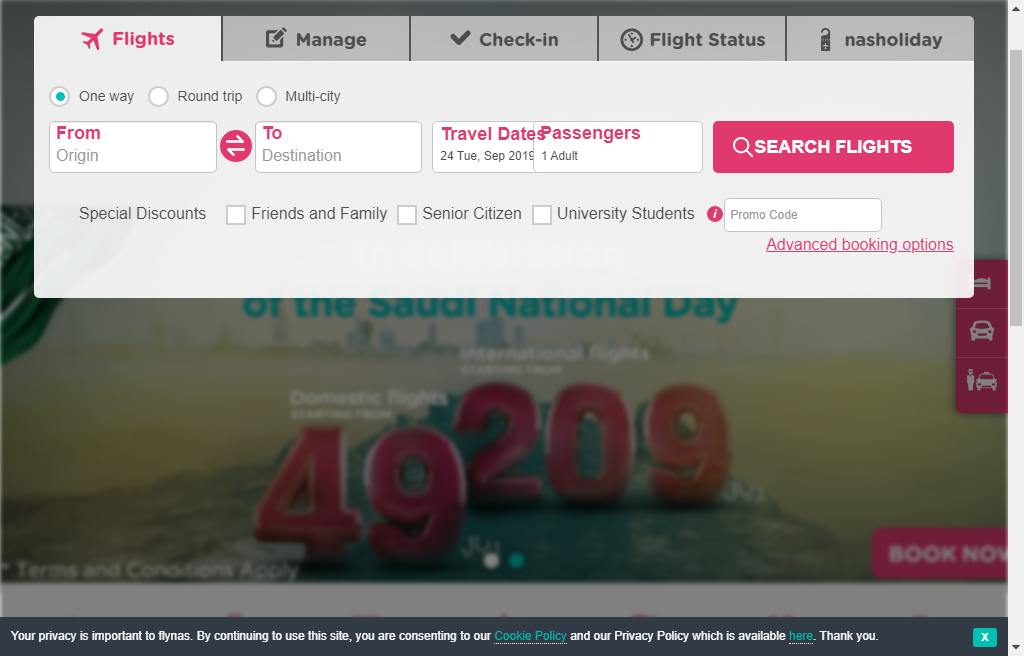 Flights
Manage
Check-in
Flight Status
nasholiday
One way
Round trip
Multi-city
From
Origin
To
Destination
Travel Dates
24 Tue, Sep 2019
Passengers
1 Adult
SEARCH FLIGHTS
Special Discounts
Friends and Family
Senior Citizen
University Students
Promo Code
Advanced booking options
of the Saudi National Day
International flights
STARTING FROM
Domestic flights
STARTING FROM
209
49
BOOK NOW
* Terms and Conditions Apply
Your privacy is important to flynas. By continuing to use this site, you are consenting to our Cookie Policy and our Privacy Policy which is available here. Thank you.
X